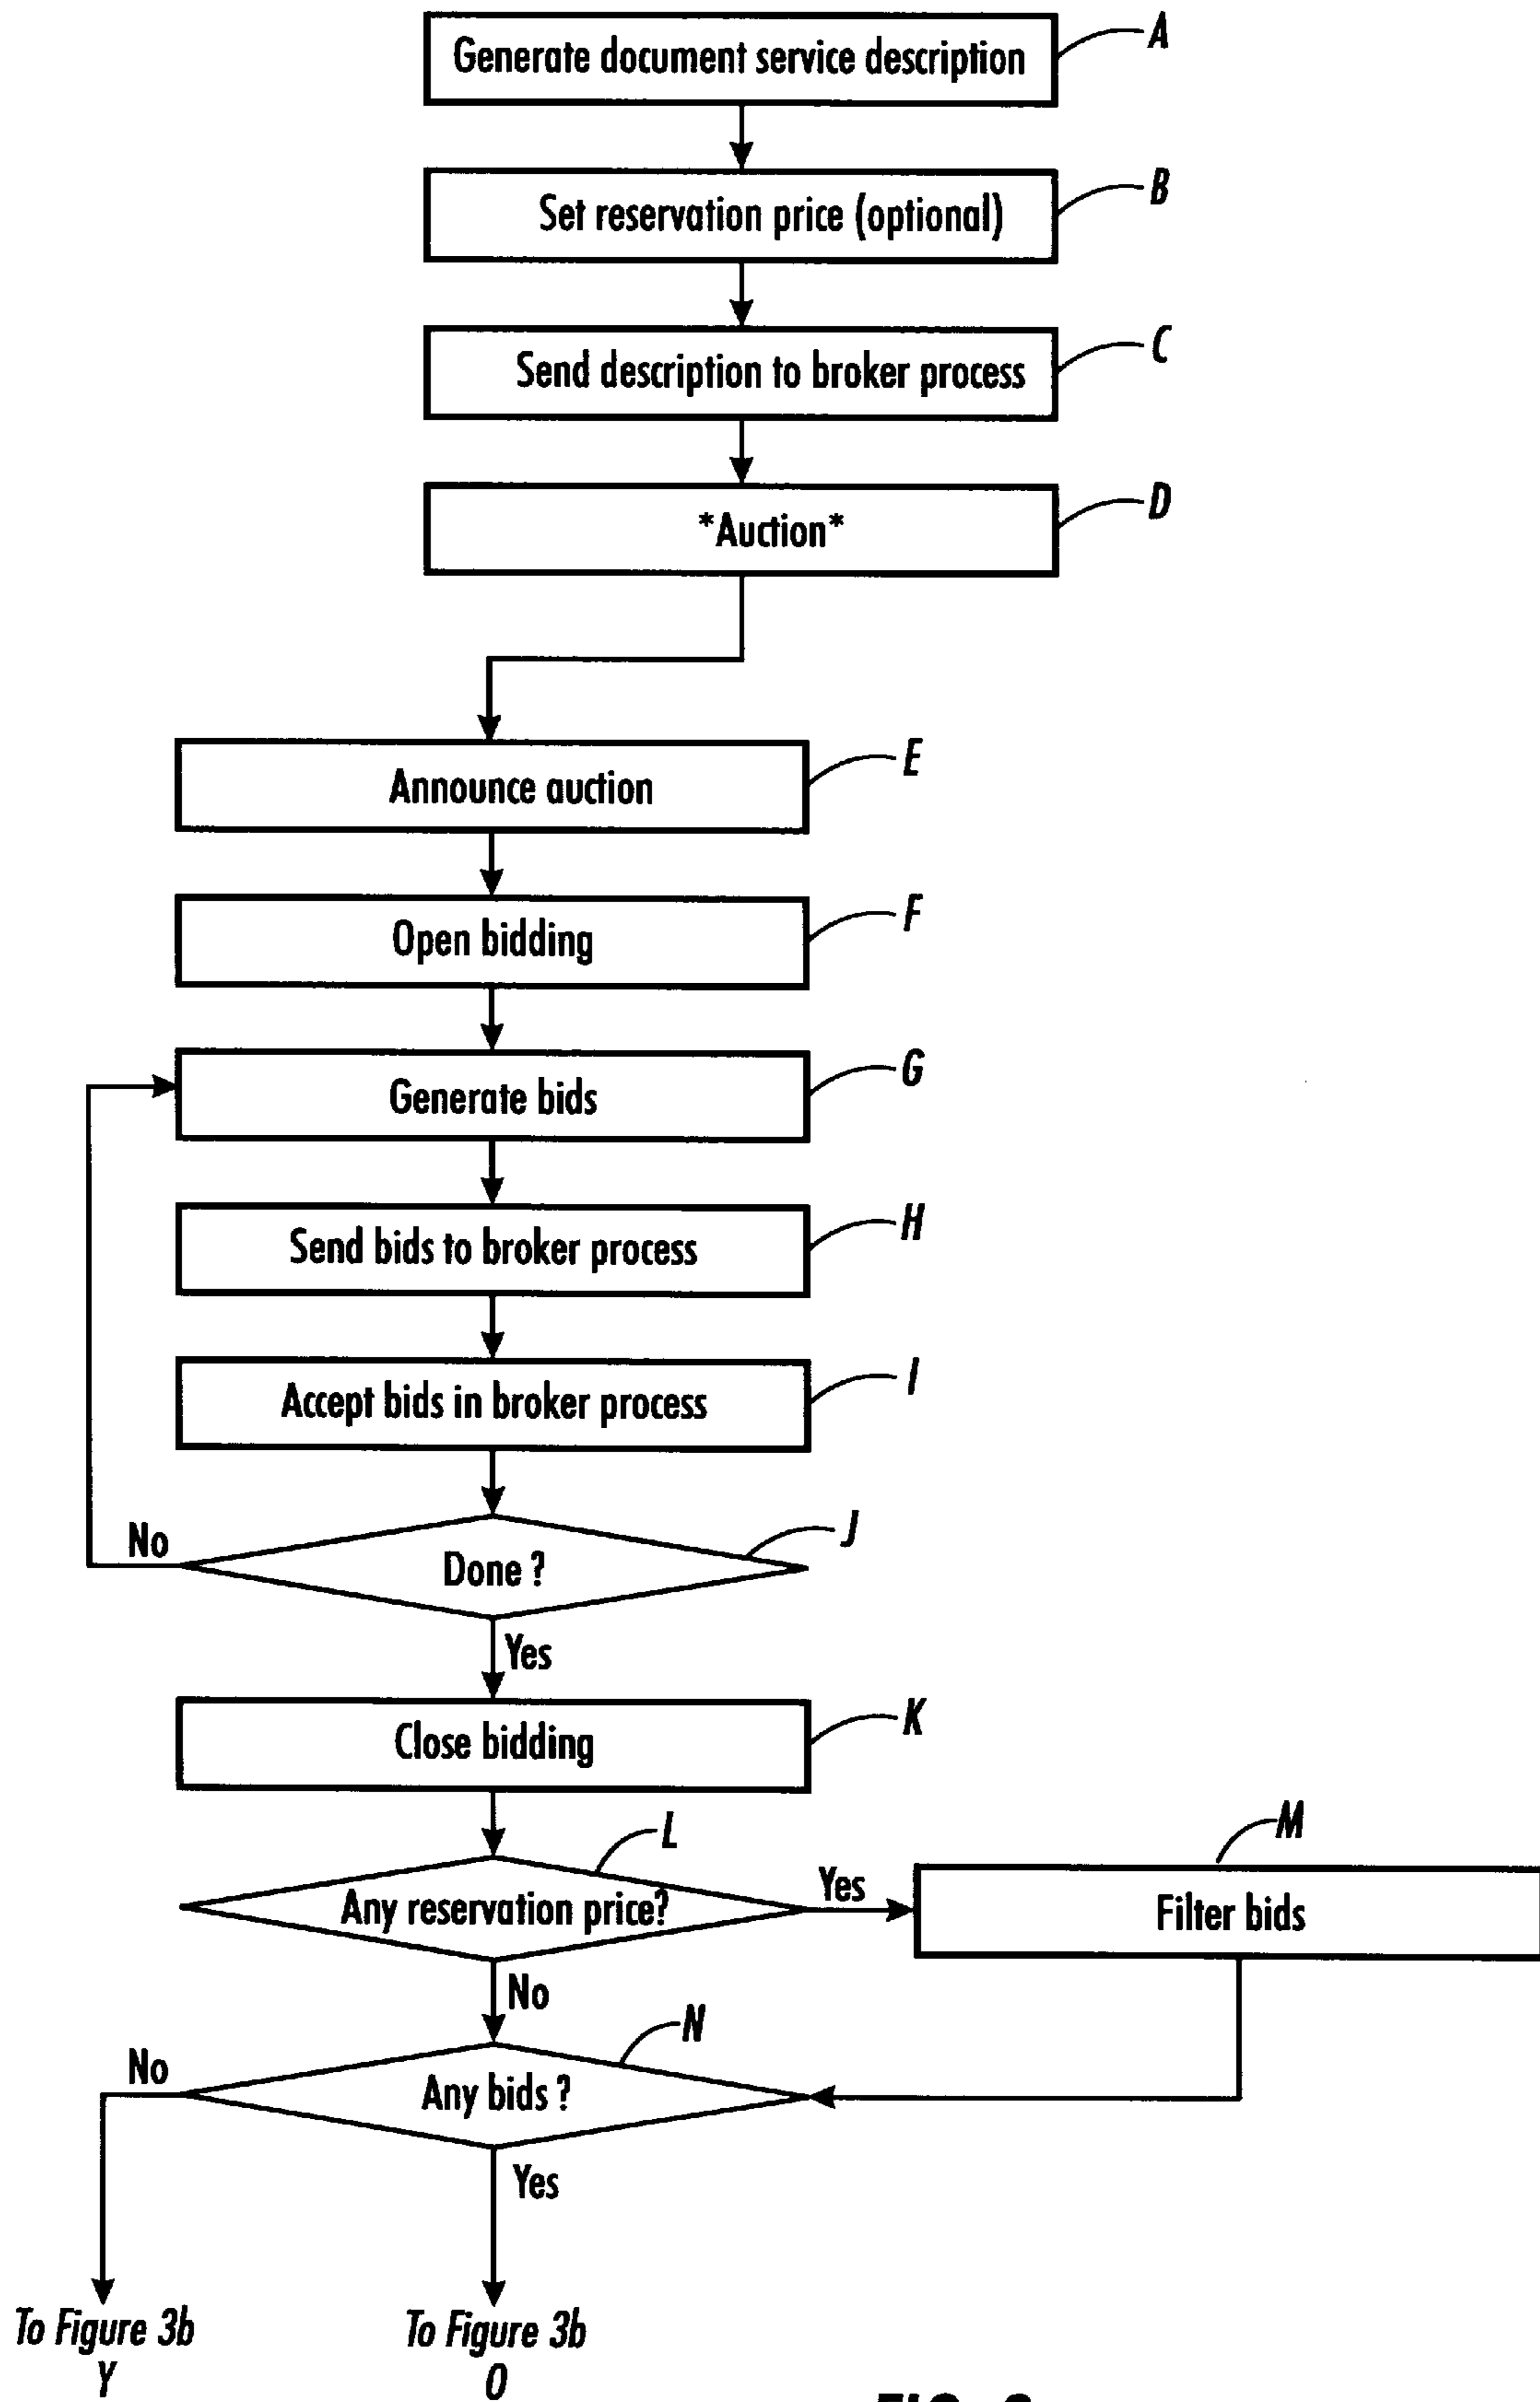 Generate document service description
A
Set reservation price (optional)
B
Send description to broker process
C
*Auction*
D
Announce auction
E
Open bidding
F
Generate bids
G
Send bids to broker process
H
Accept bids in broker process
I
Done ?
J
No
Yes
Close bidding
K
Any reservation price?
L
Yes
Filter bids
M
No
Any bids ?
N
No
Yes
To Figure 3b
Y
To Figure 3b
O